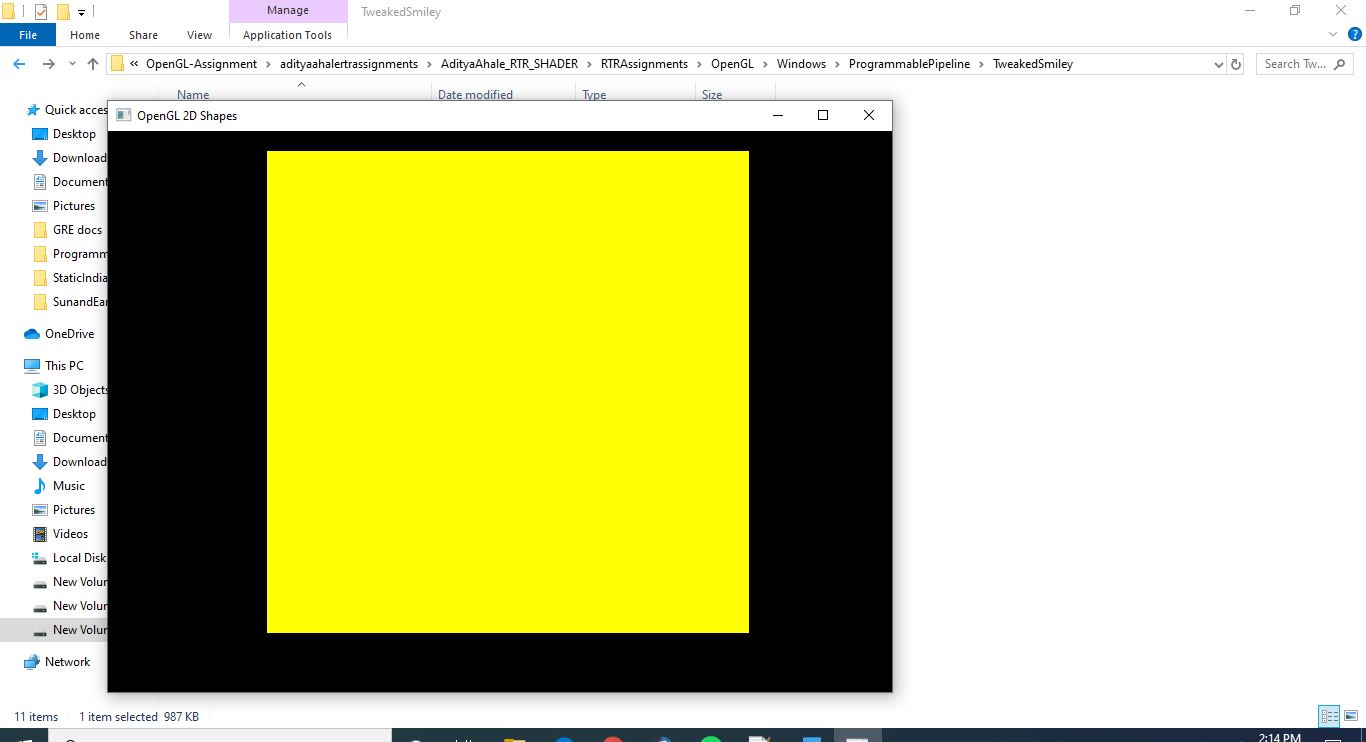 Manage TweakedSmiley
File Home Share View Application Tools
« OpenGL-Assignment › adityaahalertrassignments › AdityaAhale_RTR_SHADER › RTRAssignments › OpenGL › Windows › ProgrammablePipeline › TweakedSmiley Search Tw...
Name Date modified Type Size
OpenGL 2D Shapes
Quick acces
Desktop
Download
Document
Pictures
GRE docs
Programm
StaticIndia
SunandEar
OneDrive
This PC
3D Objects
Desktop
Document
Download
Music
Pictures
Videos
Local Disk
New Volur
New Volur
New Volur
Network
11 items 1 item selected 987 KB
2:14 PM